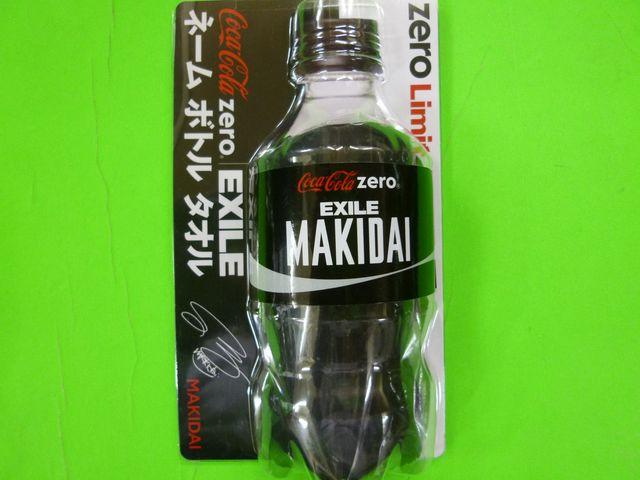 Coca-Cola zero. EXILE
ネーム ボトル タオル
MAKIDAI
zero Limi
Coca-Cola zero.
EXILE
MAKIDAI